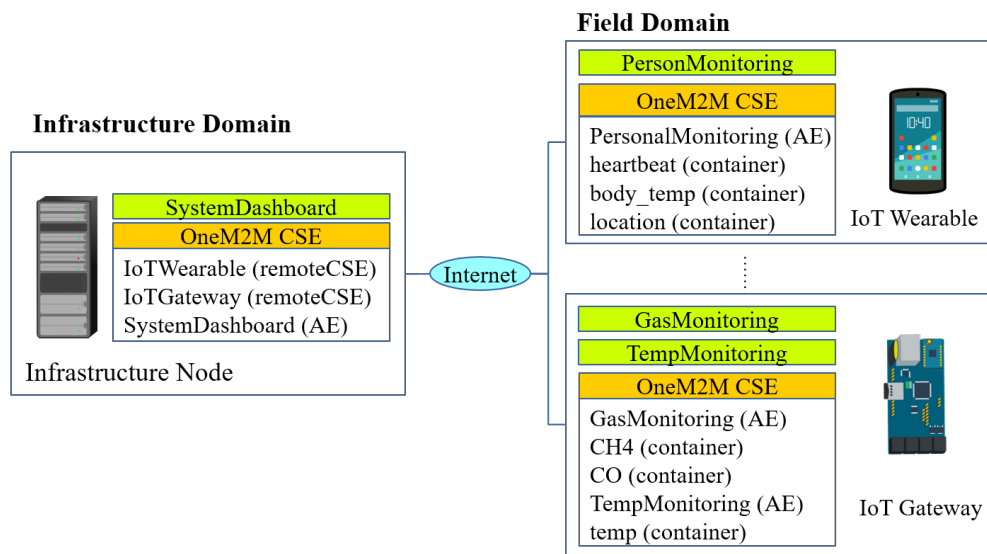 Field Domain
PersonMonitoring
OneM2M CSE
PersonalMonitoring (AE)
heartbeat (container)
body_temp (container)
location (container)
10:40
IoT Wearable
Infrastructure Domain
SystemDashboard
OneM2M CSE
IoTWearable (remoteCSE)
IoTGateway (remoteCSE)
SystemDashboard (AE)
Infrastructure Node
Internet
GasMonitoring
TempMonitoring
OneM2M CSE
GasMonitoring (AE)
CH4 (container)
CO (container)
TempMonitoring (AE)
temp (container)
IoT Gateway